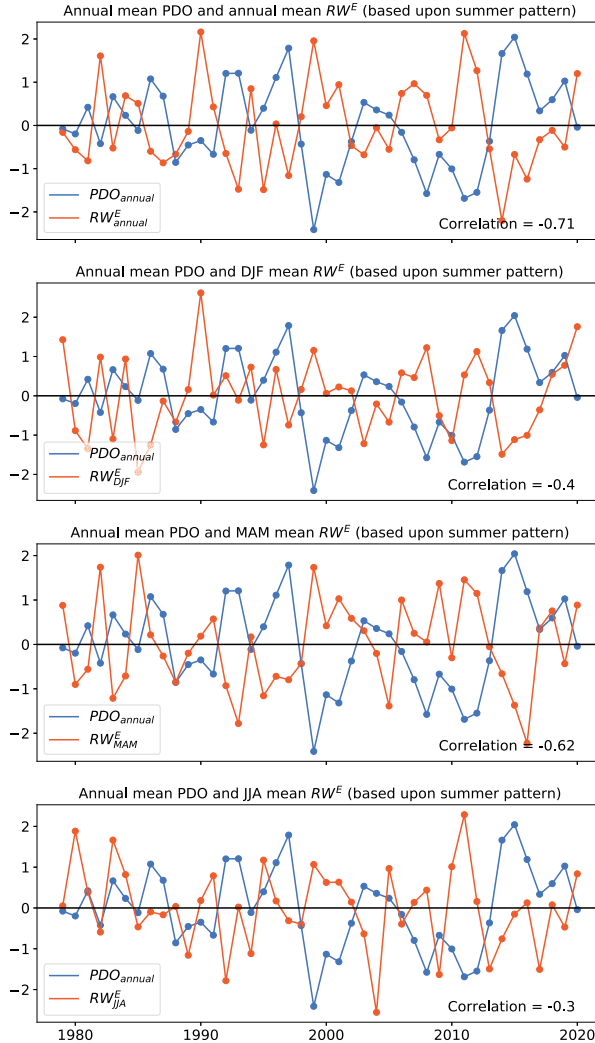 Annual mean PDO and annual mean RW^E (based upon summer pattern)
2
1
0
−1
−2
PDO_annual
RW^E_annual
Correlation = -0.71
Annual mean PDO and DJF mean RW^E (based upon summer pattern)
2
1
0
−1
−2
PDO_annual
RW^E_DJF
Correlation = -0.4
Annual mean PDO and MAM mean RW^E (based upon summer pattern)
2
1
0
−1
−2
PDO_annual
RW^E_MAM
Correlation = -0.62
Annual mean PDO and JJA mean RW^E (based upon summer pattern)
2
1
0
−1
−2
PDO_annual
RW^E_JJA
Correlation = -0.3
1980 1990 2000 2010 2020